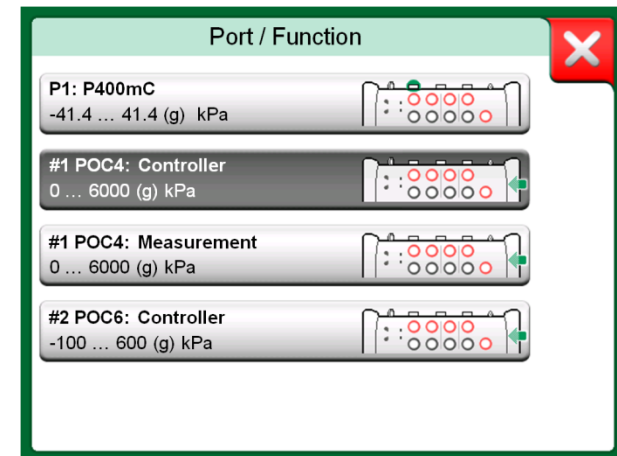 Port / Function
P1: P400mC
-41.4 ... 41.4 (g) kPa
#1 POC4: Controller
0 ... 6000 (g) kPa
#1 POC4: Measurement
0 ... 6000 (g) kPa
#2 POC6: Controller
-100 ... 600 (g) kPa